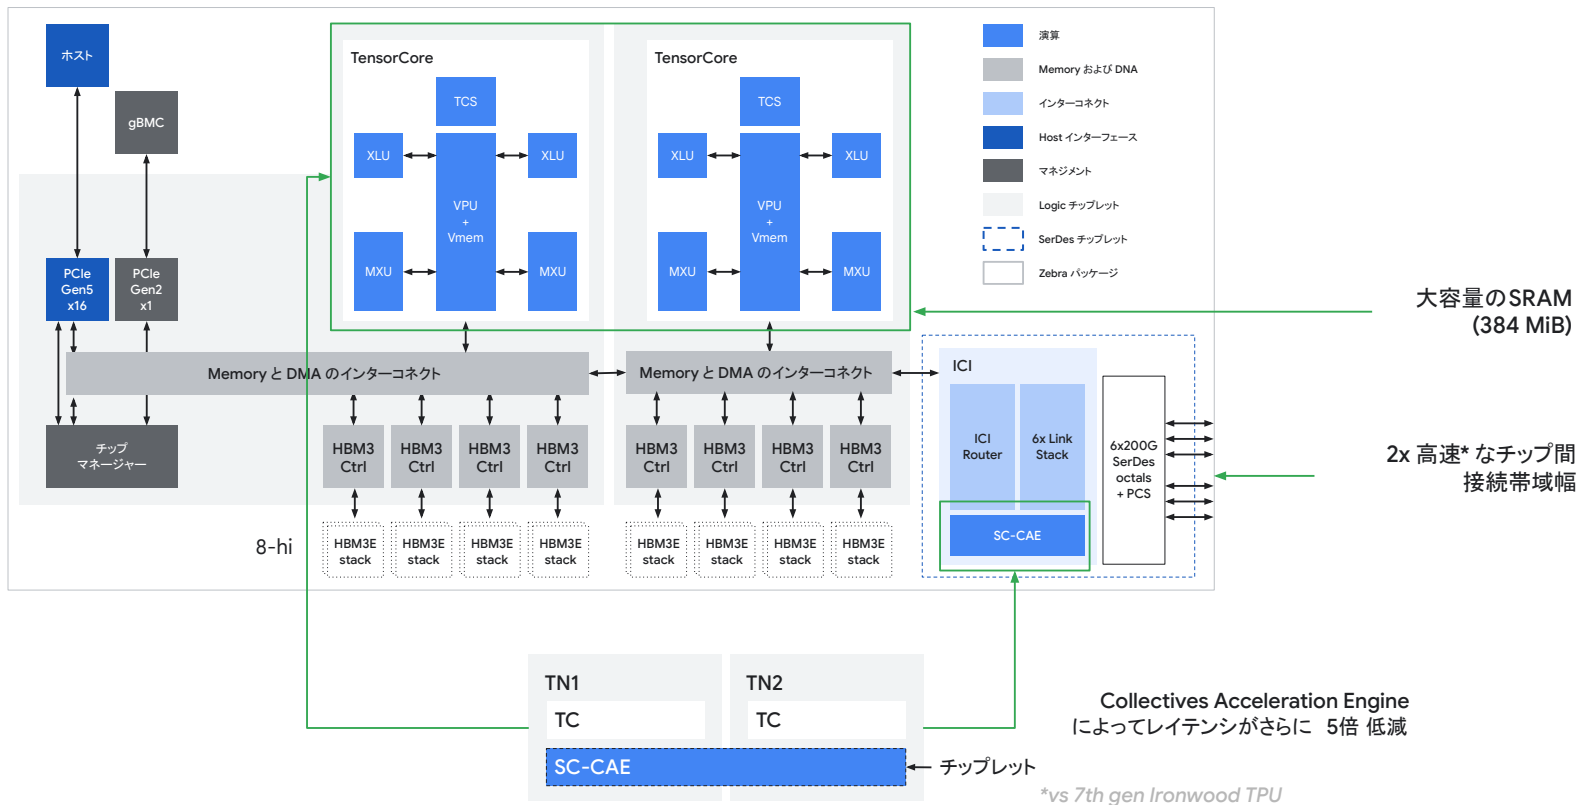 ホスト
gBMC
PCIe
Gen5
x16
PCIe
Gen2
x1
チップ
マネージャー
TensorCore
TCS
XLU
XLU
VPU
+
Vmem
MXU
MXU
TensorCore
TCS
XLU
XLU
VPU
+
Vmem
MXU
MXU
演算
Memory および DNA
インターコネクト
Host インターフェース
マネジメント
Logic チップレット
SerDes チップレット
Zebra パッケージ
Memory と DMA のインターコネクト
Memory と DMA のインターコネクト
HBM3
Ctrl
HBM3
Ctrl
HBM3
Ctrl
HBM3
Ctrl
HBM3
Ctrl
HBM3
Ctrl
HBM3
Ctrl
HBM3
Ctrl
8-hi
HBM3E
stack
HBM3E
stack
HBM3E
stack
HBM3E
stack
HBM3E
stack
HBM3E
stack
HBM3E
stack
HBM3E
stack
ICI
ICI
Router
6x Link
Stack
SC-CAE
6x200G
SerDes
octals
+ PCS
大容量のSRAM
(384 MiB)
2x 高速* なチップ間
接続帯域幅
TN1
TC
TN2
TC
SC-CAE
チップレット
Collectives Acceleration Engine
によってレイテンシがさらに 5倍 低減
*vs 7th gen Ironwood TPU